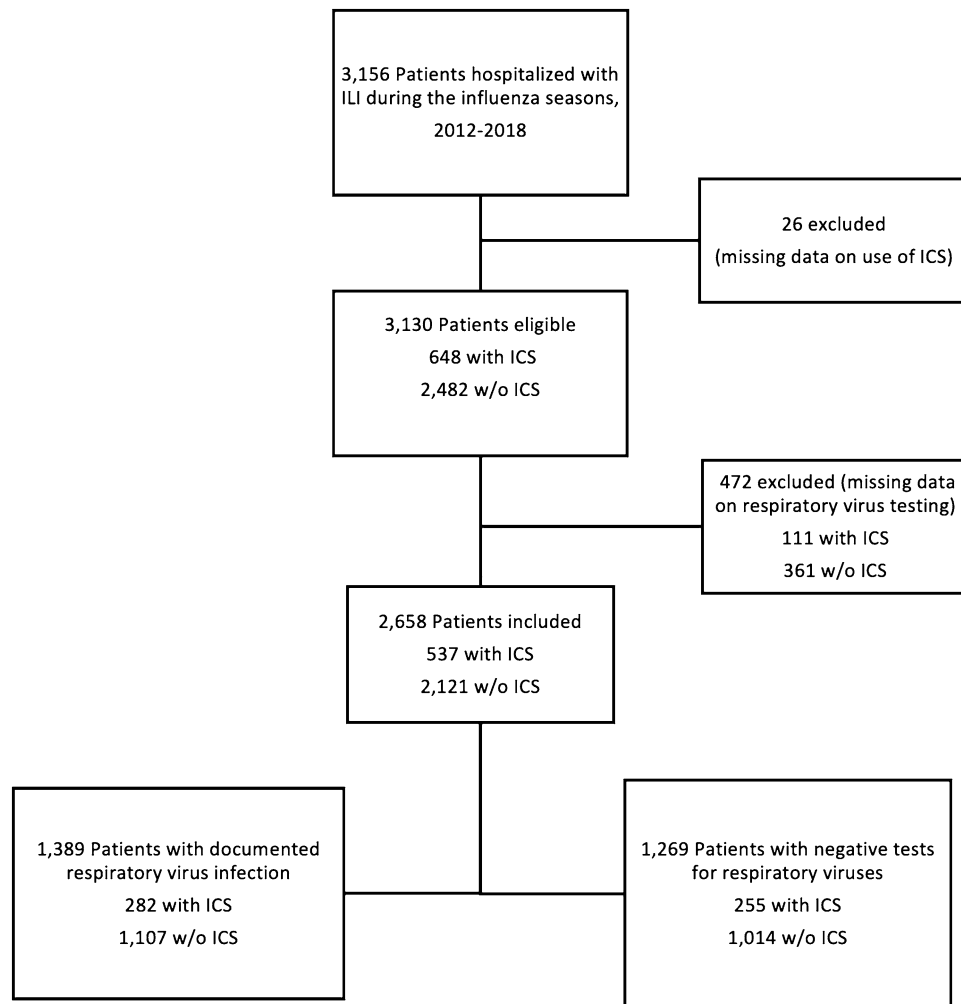 3,156 Patients hospitalized with
ILI during the influenza seasons,
2012-2018
26 excluded
(missing data on use of ICS)
3,130 Patients eligible
648 with ICS
2,482 w/o ICS
472 excluded (missing data
on respiratory virus testing)
111 with ICS
361 w/o ICS
2,658 Patients included
537 with ICS
2,121 w/o ICS
1,389 Patients with documented
respiratory virus infection
282 with ICS
1,107 w/o ICS
1,269 Patients with negative tests
for respiratory viruses
255 with ICS
1,014 w/o ICS